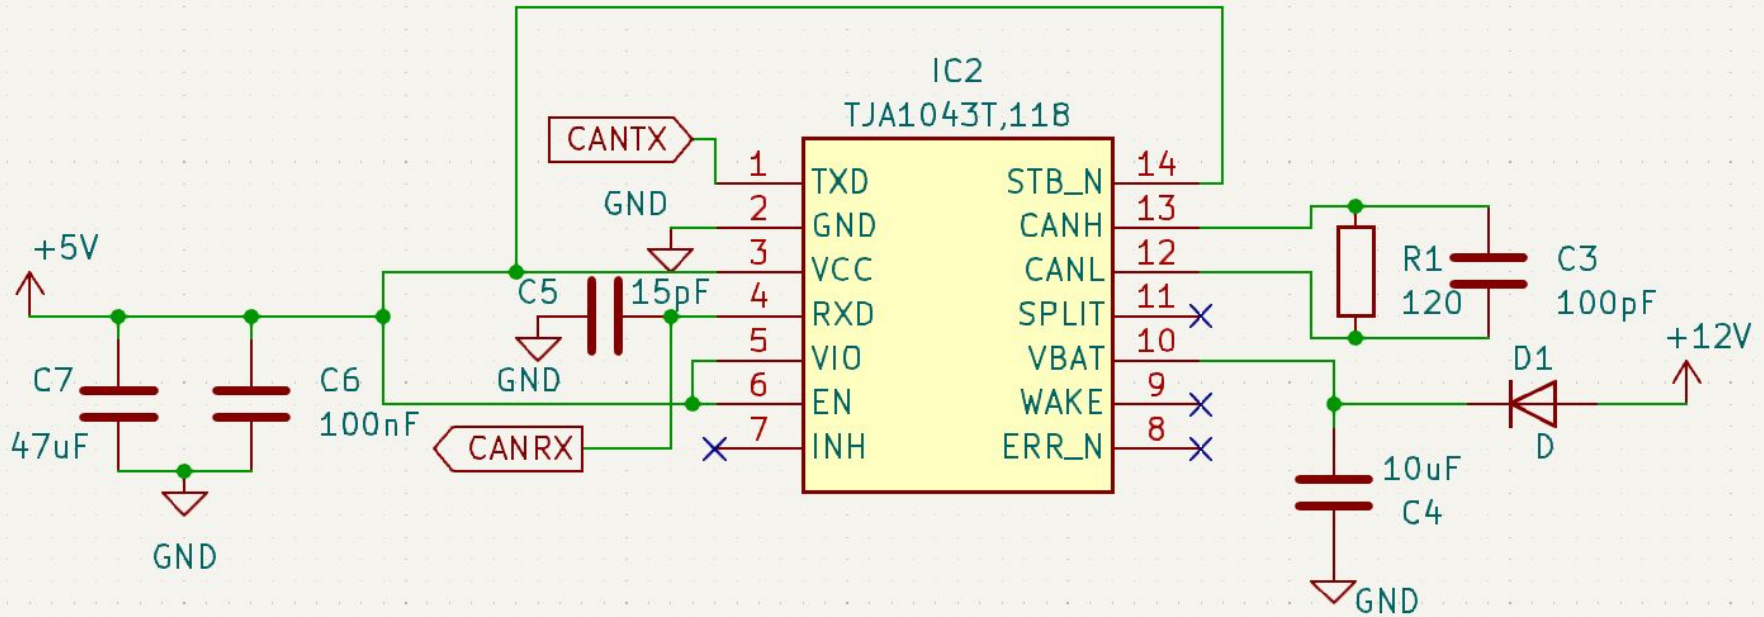 IC2
TJA1043T,118
CANTX
1
TXD
STB_N
14
GND
2
GND
CANH
13
+5V
3
VCC
CANL
12
R1
120
C3
100pF
C5
15pF
4
RXD
SPLIT
11
+12V
GND
5
VIO
VBAT
10
D1
D
C7
47uF
C6
100nF
6
EN
WAKE
9
CANRX
7
INH
ERR_N
8
10uF
C4
GND
GND